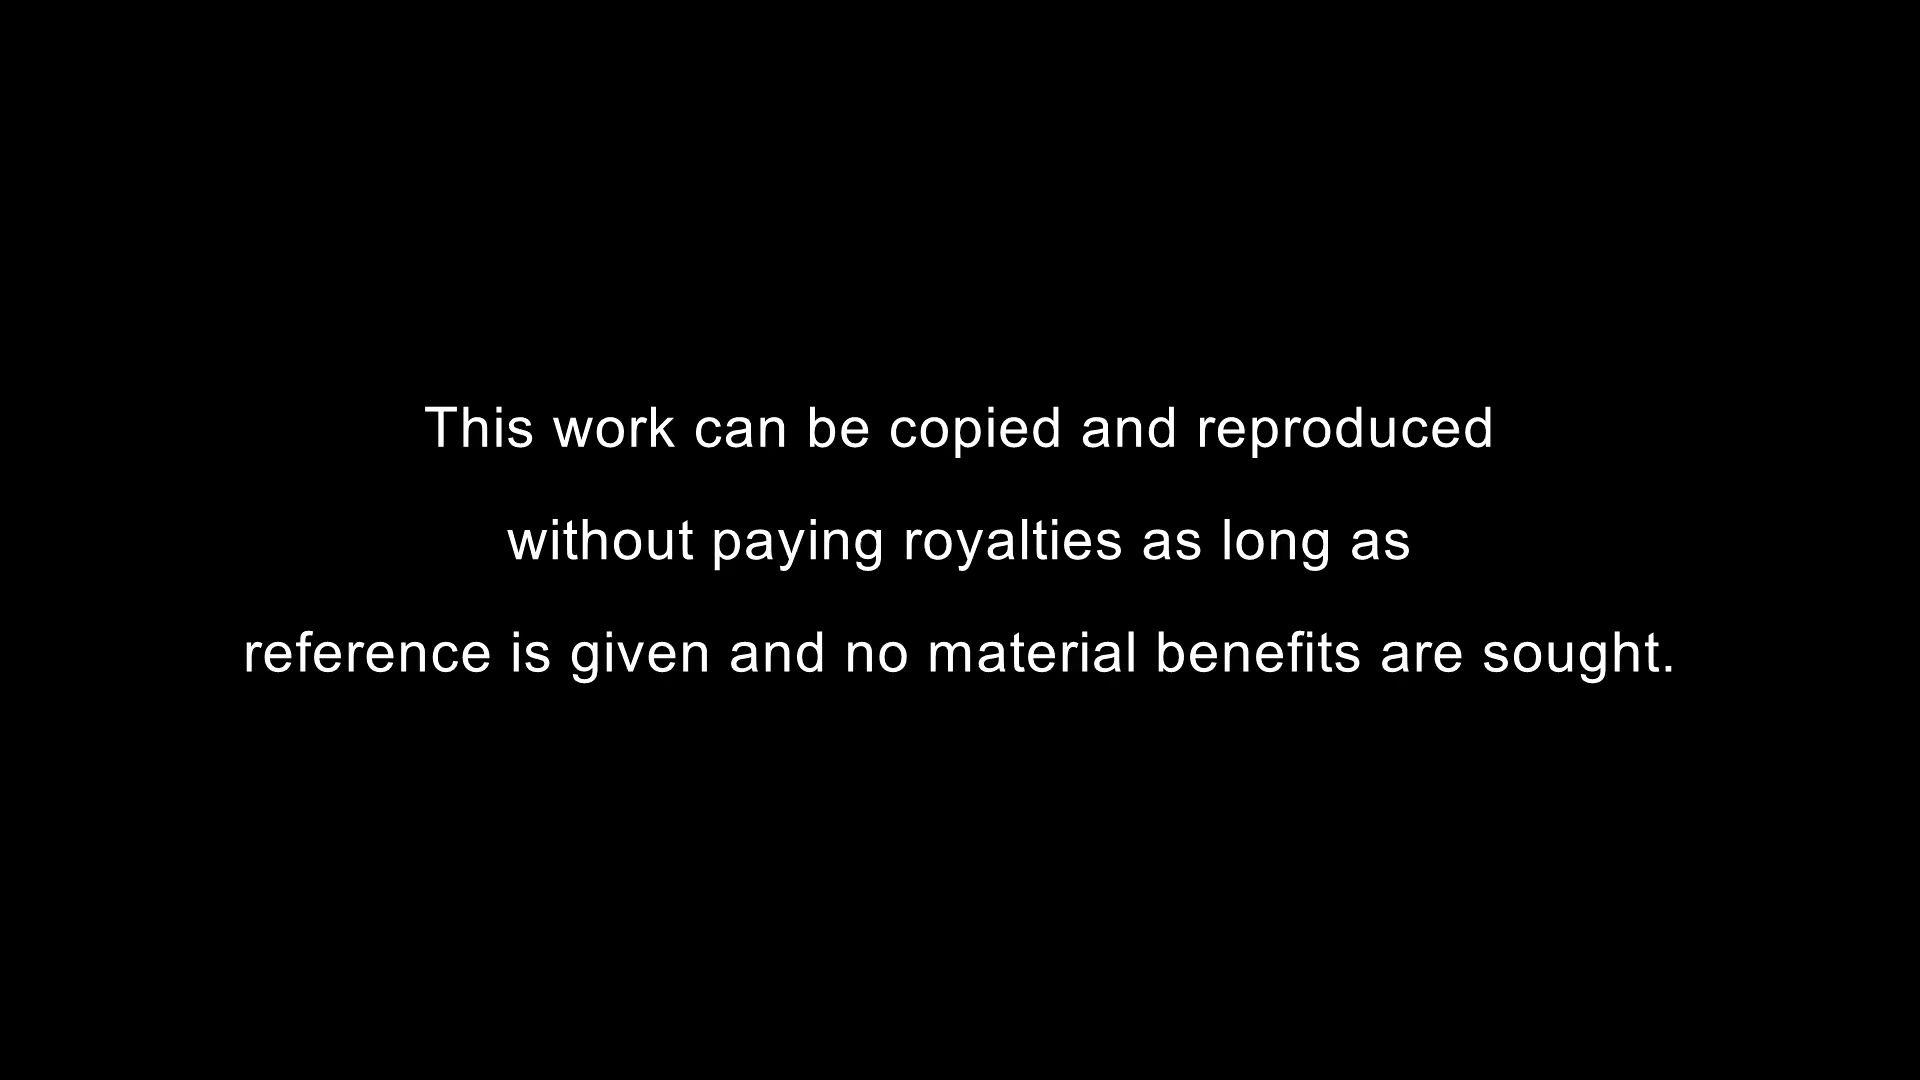 This work can be copied and reproduced
without paying royalties as long as
reference is given and no material benefits are sought.